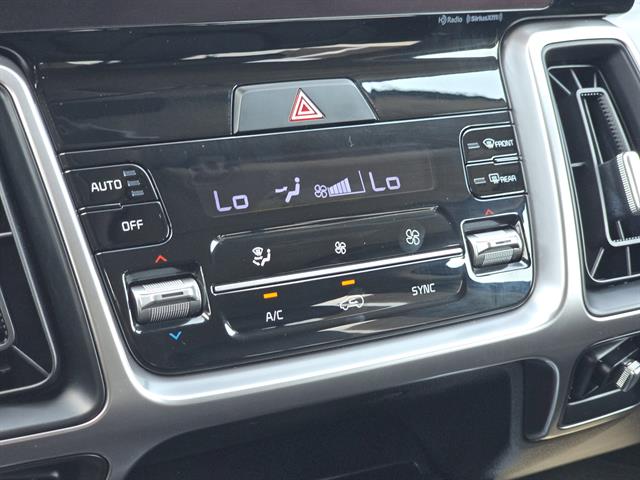 HD Radio SiriusXM
FRONT
AUTO
Lo Lo
REAR
OFF
A/C SYNC